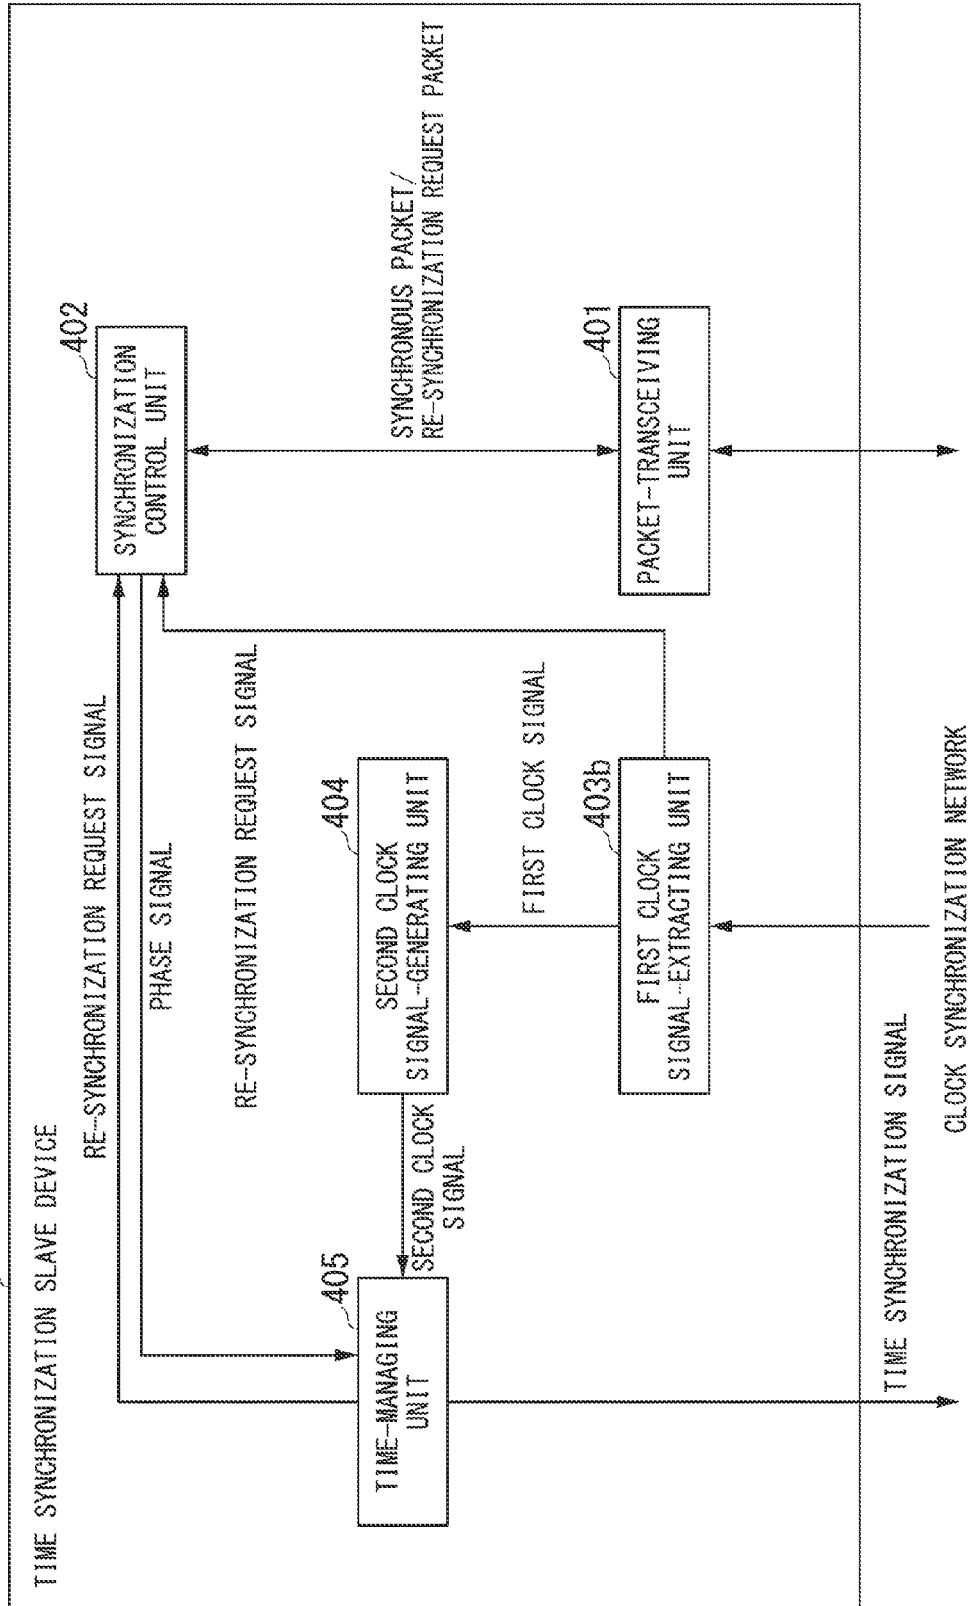 TIME SYNCHRONIZATION SLAVE DEVICE
RE-SYNCHRONIZATION REQUEST SIGNAL
PHASE SIGNAL
RE-SYNCHRONIZATION REQUEST SIGNAL
402
SYNCHRONIZATION
CONTROL UNIT
405
TIME-MANAGING
UNIT
SECOND CLOCK
SIGNAL
404
SECOND CLOCK
SIGNAL-GENERATING UNIT
SYNCHRONOUS PACKET/
RE-SYNCHRONIZATION REQUEST PACKET
FIRST CLOCK SIGNAL
403b
FIRST CLOCK
SIGNAL-EXTRACTING UNIT
401
PACKET-TRANSCEIVING
UNIT
TIME SYNCHRONIZATION SIGNAL
CLOCK SYNCHRONIZATION NETWORK